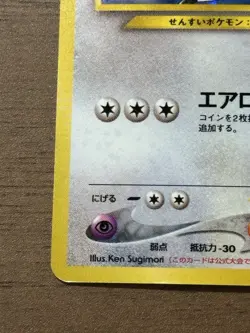 せんすいポケモン
エアロ
コインを2枚投
追加する。
にげる
弱点 抵抗力 -30
Illus. Ken Sugimori (このカードは公式大会で